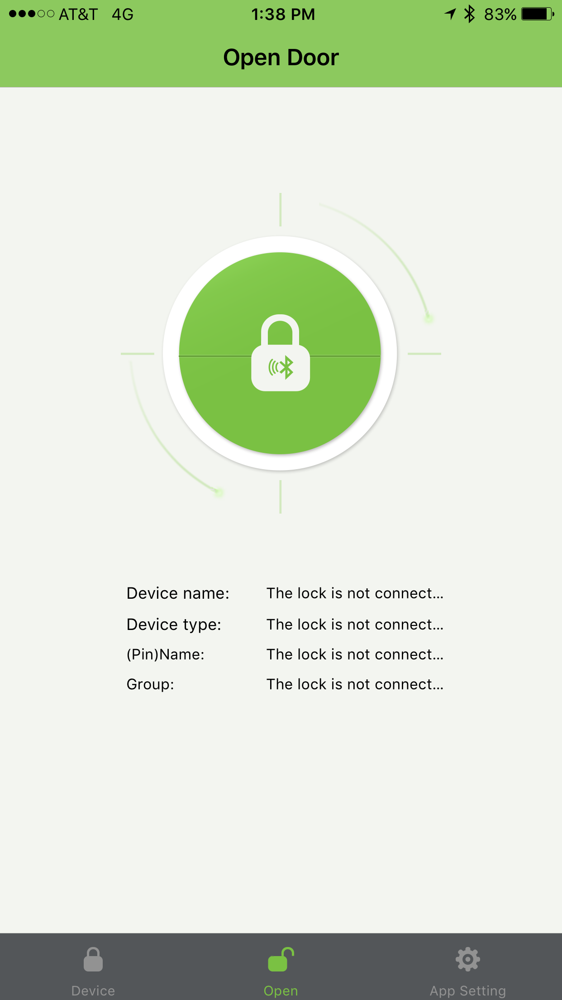 AT&T 4G 1:38 PM 83%
Open Door
Device name: The lock is not connect...
Device type: The lock is not connect...
(Pin)Name: The lock is not connect...
Group: The lock is not connect...
Device Open App Setting